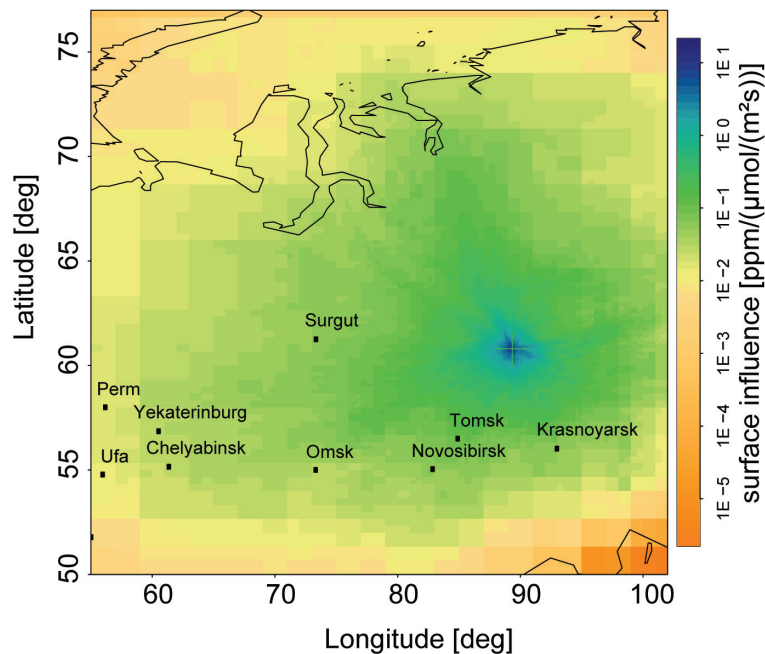 75
70
65
60
55
50
Latitude [deg]
60
70
80
90
100
Longitude [deg]
Surgut
Perm
Yekaterinburg
Ufa
Chelyabinsk
Omsk
Tomsk
Novosibirsk
Krasnoyarsk
1E1
1E 0
1E-1
1E-2
1E-3
1E-4
1E-5
surface influence [ppm/(µmol/(m²s))]